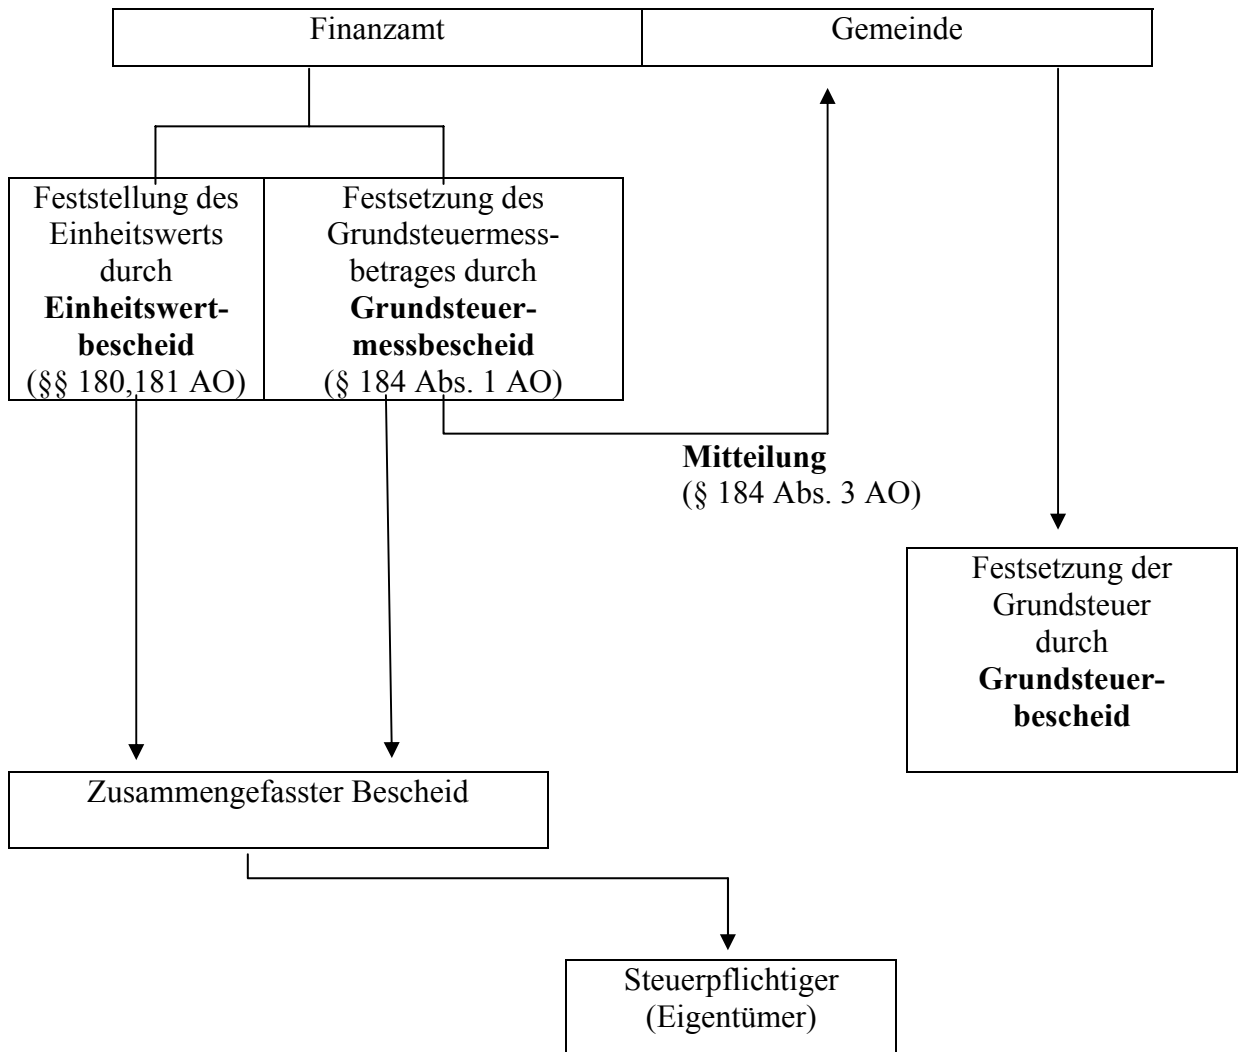 Finanzamt
Gemeinde
Feststellung des
Einheitswerts
durch
Einheitswert-
bescheid
(§§ 180,181 AO)
Festsetzung des
Grundsteuermess-
betrages durch
Grundsteuer-
messbescheid
(§ 184 Abs. 1 AO)
Mitteilung
(§ 184 Abs. 3 AO)
Festsetzung der
Grundsteuer
durch
Grundsteuer-
bescheid
Zusammengefasster Bescheid
Steuerpflichtiger
(Eigentümer)